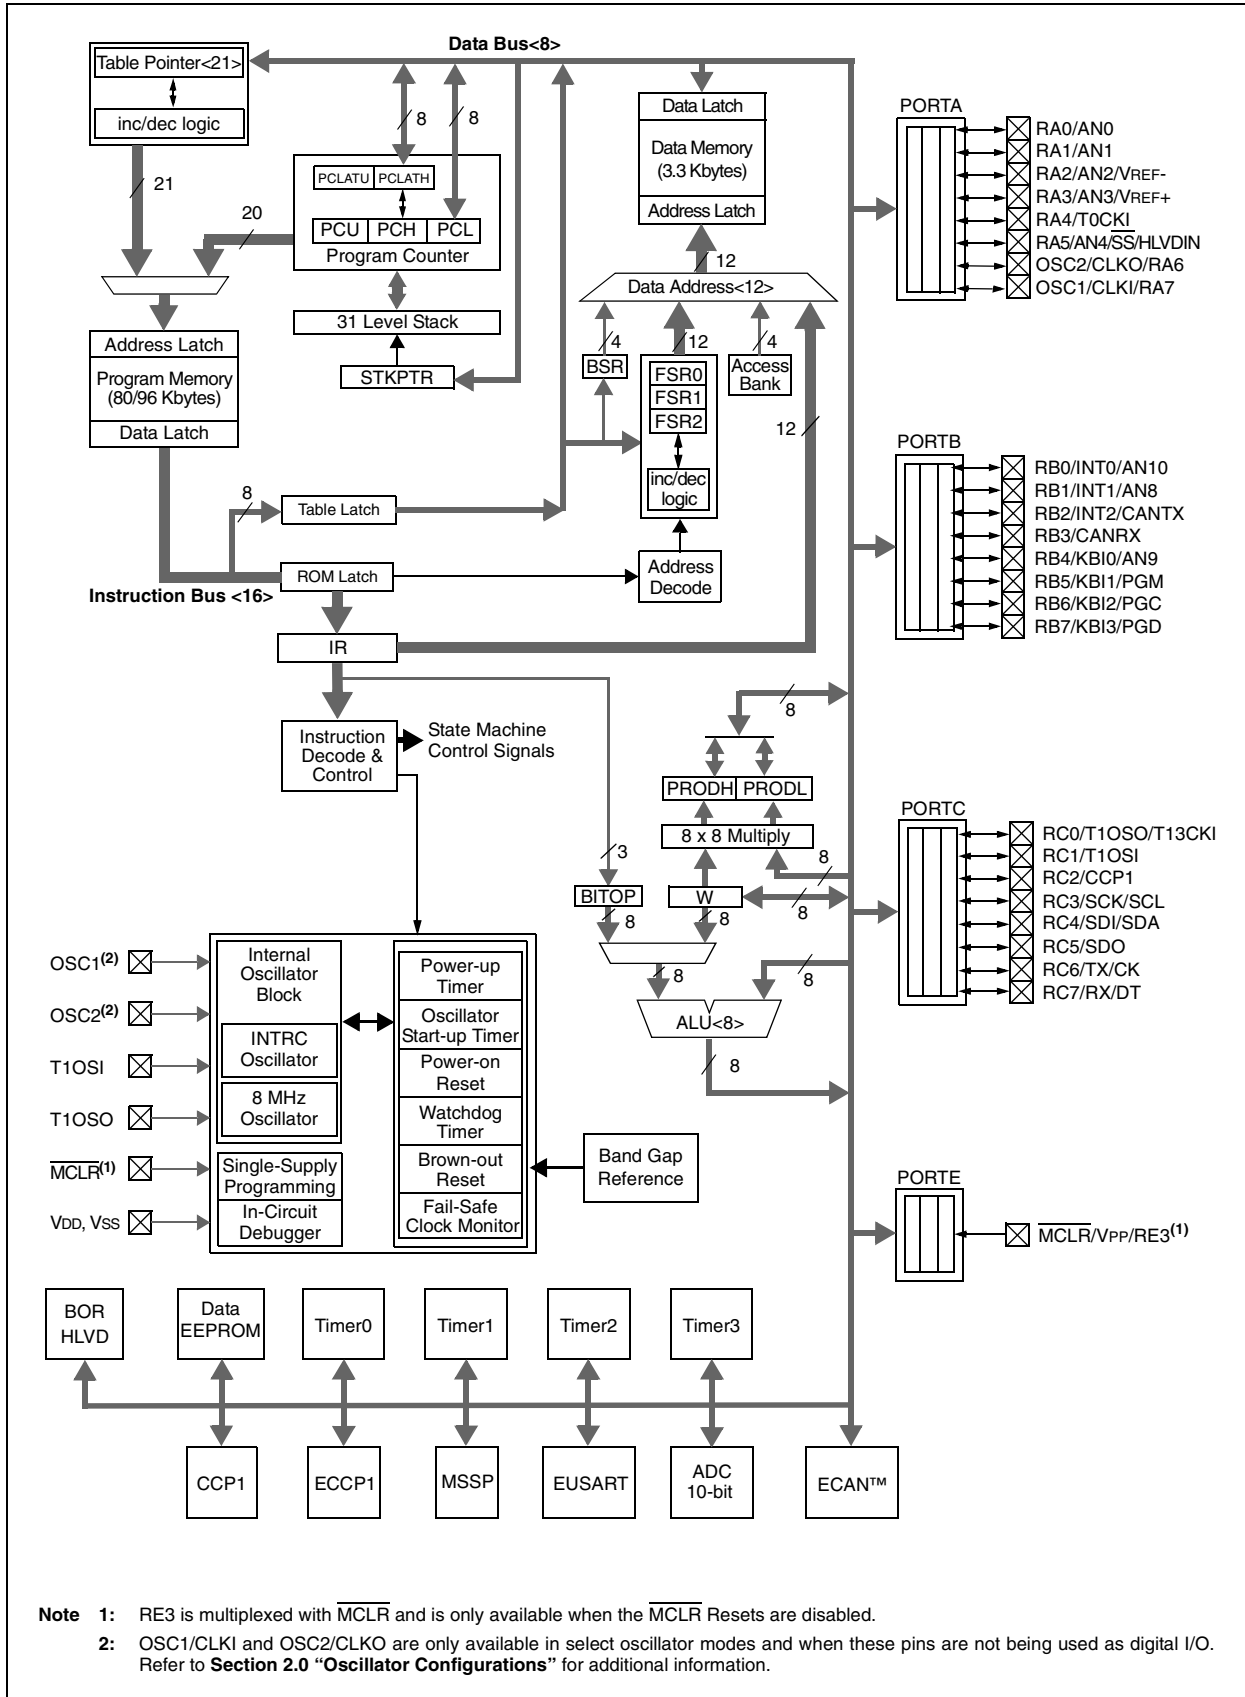 Data Bus<8>
Table Pointer<21>
inc/dec logic
21
8
8
PCLATU
PCLATH
PCU
PCH
PCL
Program Counter
20
31 Level Stack
STKPTR
Address Latch
Program Memory
(80/96 Kbytes)
Data Latch
8
Table Latch
ROM Latch
Instruction Bus <16>
IR
Data Latch
Data Memory
(3.3 Kbytes)
Address Latch
12
Data Address<12>
4
12
4
BSR
FSR0
FSR1
FSR2
inc/dec
logic
Access
Bank
12
Address
Decode
Instruction
Decode &
Control
State Machine
Control Signals
8
PRODH
PRODL
8 x 8 Multiply
3
8
BITOP
W
8
8
8
8
8
ALU<8>
8
OSC1(2)
OSC2(2)
T1OSI
T1OSO
MCLR(1)
VDD, VSS
Internal
Oscillator
Block
INTRC
Oscillator
8 MHz
Oscillator
Single-Supply
Programming
In-Circuit
Debugger
Power-up
Timer
Oscillator
Start-up Timer
Power-on
Reset
Watchdog
Timer
Brown-out
Reset
Fail-Safe
Clock Monitor
Band Gap
Reference
PORTA
RA0/AN0
RA1/AN1
RA2/AN2/VREF-
RA3/AN3/VREF+
RA4/T0CKI
RA5/AN4/SS/HLVDIN
OSC2/CLKO/RA6
OSC1/CLKI/RA7
PORTB
RB0/INT0/AN10
RB1/INT1/AN8
RB2/INT2/CANTX
RB3/CANRX
RB4/KBI0/AN9
RB5/KBI1/PGM
RB6/KBI2/PGC
RB7/KBI3/PGD
PORTC
RC0/T1OSO/T13CKI
RC1/T1OSI
RC2/CCP1
RC3/SCK/SCL
RC4/SDI/SDA
RC5/SDO
RC6/TX/CK
RC7/RX/DT
PORTE
MCLR/VPP/RE3(1)
BOR
HLVD
Data
EEPROM
Timer0
Timer1
Timer2
Timer3
CCP1
ECCP1
MSSP
EUSART
ADC
10-bit
ECAN™
Note 1: RE3 is multiplexed with MCLR and is only available when the MCLR Resets are disabled.
2: OSC1/CLKI and OSC2/CLKO are only available in select oscillator modes and when these pins are not being used as digital I/O.
Refer to Section 2.0 “Oscillator Configurations” for additional information.